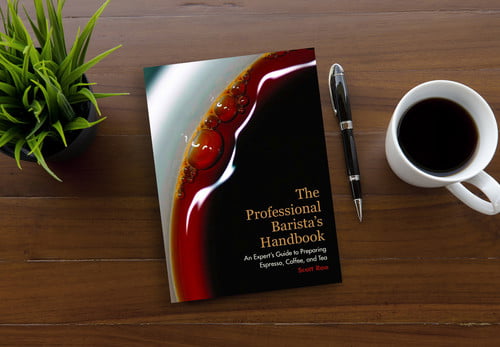 The
Professional
Barista's
Handbook
An Expert's Guide to Preparing
Espresso, Coffee, and Tea
Scott Rao